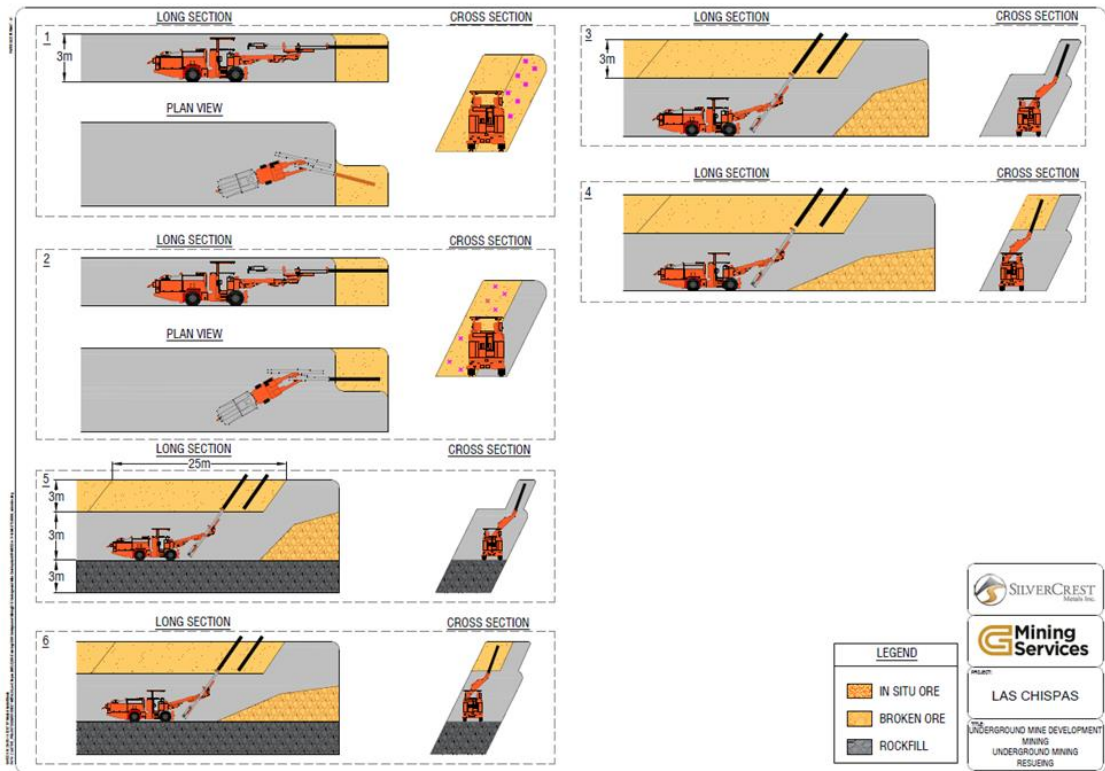 LONG SECTION
CROSS SECTION
1
3m
PLAN VIEW
LONG SECTION
CROSS SECTION
2
PLAN VIEW
LONG SECTION
CROSS SECTION
3
3m
LONG SECTION
CROSS SECTION
4
LONG SECTION
CROSS SECTION
25m
5
3m
3m
3m
LONG SECTION
CROSS SECTION
6
LEGEND
IN SITU ORE
BROKEN ORE
ROCKFILL
SILVERCREST
Metals Inc.
G Mining
Services
PROJECT:
LAS CHISPAS
TITLE:
UNDERGROUND MINE DEVELOPMENT
MINING
UNDERGROUND MINING
RESUEING